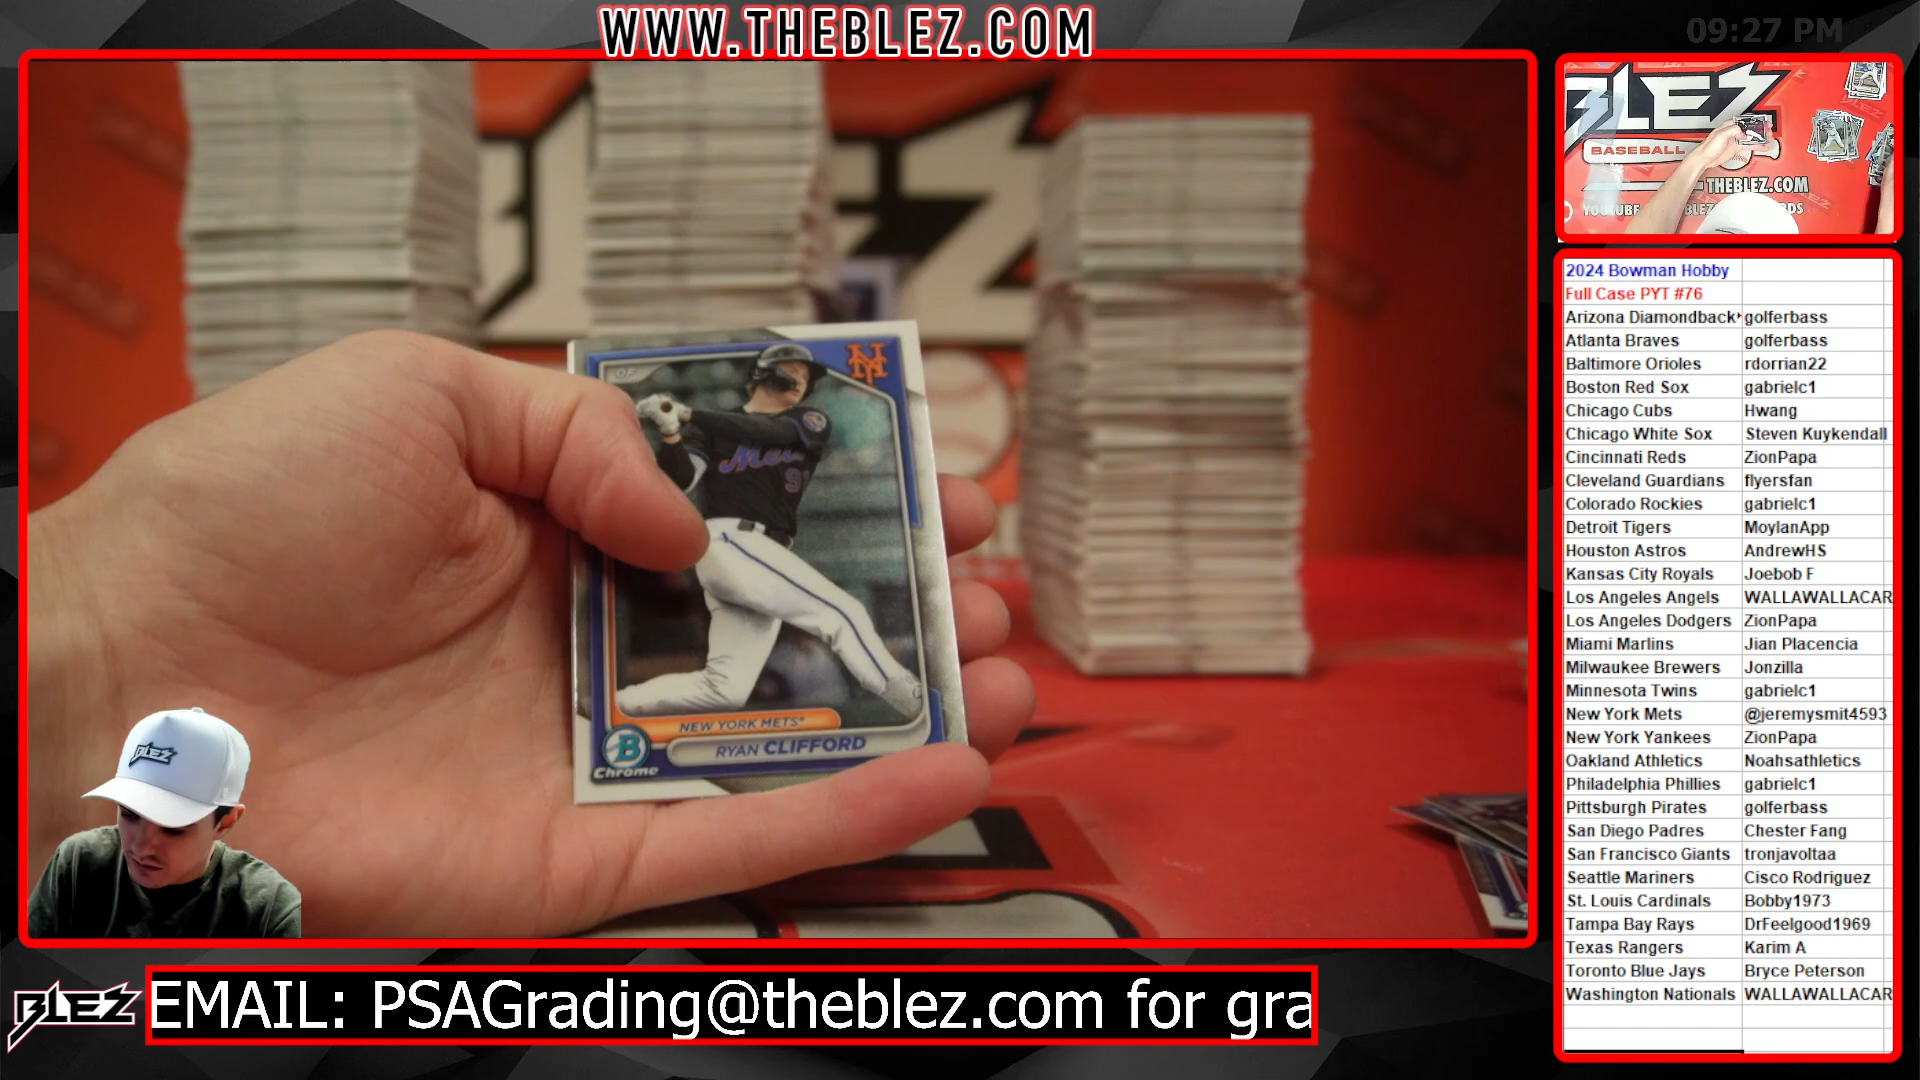 WWW.THEBLEZ.COM
09:27 PM
BLEZ
BASEBALL
THEBLEZ.COM
OF
NY
Mets
NEW YORK METS
RYAN CLIFFORD
B
Chrome
BLEZ
2024 Bowman Hobby
Full Case PYT #76
Arizona Diamondback golferbass
Atlanta Braves golferbass
Baltimore Orioles rdorrian22
Boston Red Sox gabrielc1
Chicago Cubs Hwang
Chicago White Sox Steven Kuykendall
Cincinnati Reds ZionPapa
Cleveland Guardians flyersfan
Colorado Rockies gabrielc1
Detroit Tigers MoylanApp
Houston Astros AndrewHS
Kansas City Royals Joebob F
Los Angeles Angels WALLAWALLACAR
Los Angeles Dodgers ZionPapa
Miami Marlins Jian Placencia
Milwaukee Brewers Jonzilla
Minnesota Twins gabrielc1
New York Mets @jeremysmit4593
New York Yankees ZionPapa
Oakland Athletics Noahsathletics
Philadelphia Phillies gabrielc1
Pittsburgh Pirates golferbass
San Diego Padres Chester Fang
San Francisco Giants tronjavoltaa
Seattle Mariners Cisco Rodriguez
St. Louis Cardinals Bobby1973
Tampa Bay Rays DrFeelgood1969
Texas Rangers Karim A
Toronto Blue Jays Bryce Peterson
Washington Nationals WALLAWALLACAR
BLEZ
EMAIL: PSAGrading@theblez.com for gra